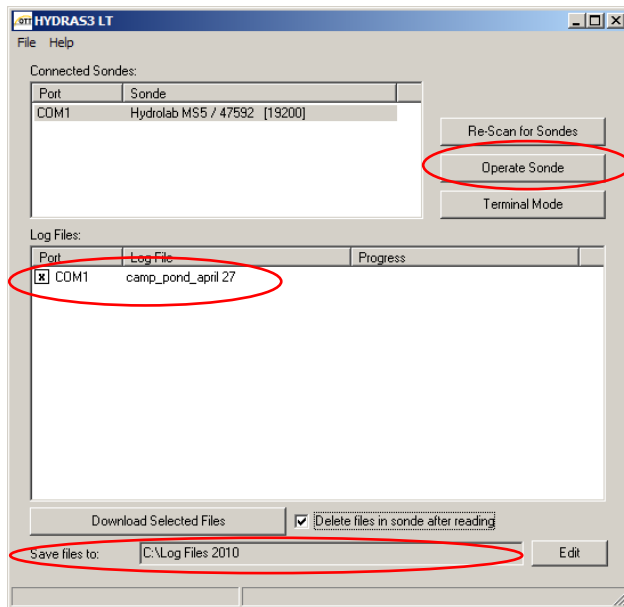 OTT HYDRAS3 LT
File Help
Connected Sondes:
Port Sonde
COM1 Hydrolab MS5 / 47592 [19200]
Re-Scan for Sondes
Operate Sonde
Terminal Mode
Log Files:
Port Log File Progress
x COM1 camp_pond_april 27
Download Selected Files Delete files in sonde after reading
Save files to: C:\Log Files 2010 Edit